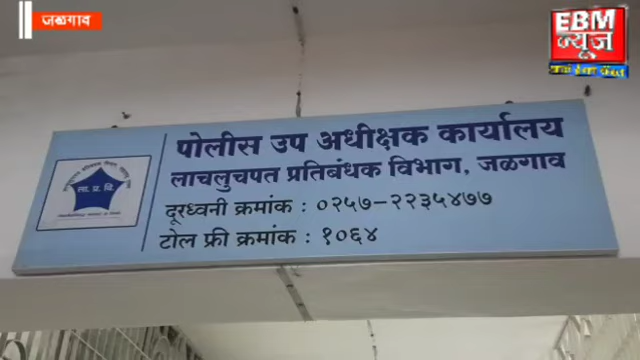 जळगाव
EBM
न्यूज
पोलीस उप अधीक्षक कार्यालय
लाचलुचपत प्रतिबंधक विभाग, जळगाव
दूरध्वनी क्रमांक : ०२५७-२२३५४७७
टोल फ्री क्रमांक : १०६४
ला. प्र. वि.